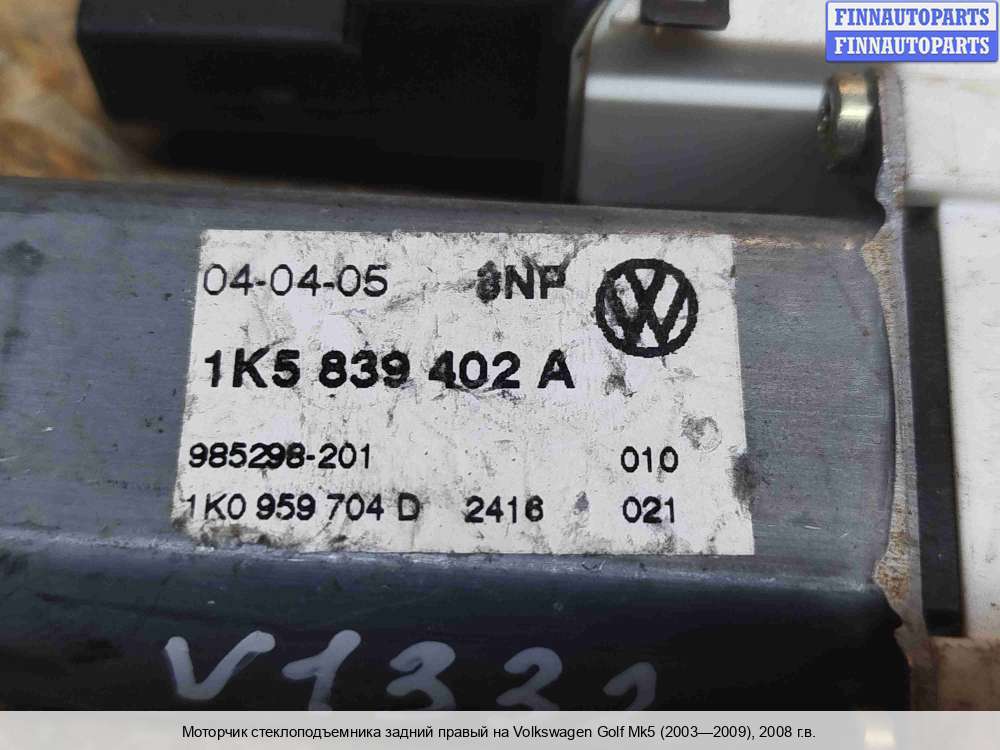 FINNAUTOPARTS
FINNAUTOPARTS
04-04-05
1K5 839 402 A
985298-201 010
1K0 959 704 D 2416 021
Моторчик стеклоподъемника задний правый на Volkswagen Golf Mk5 (2003—2009), 2008 г.в.